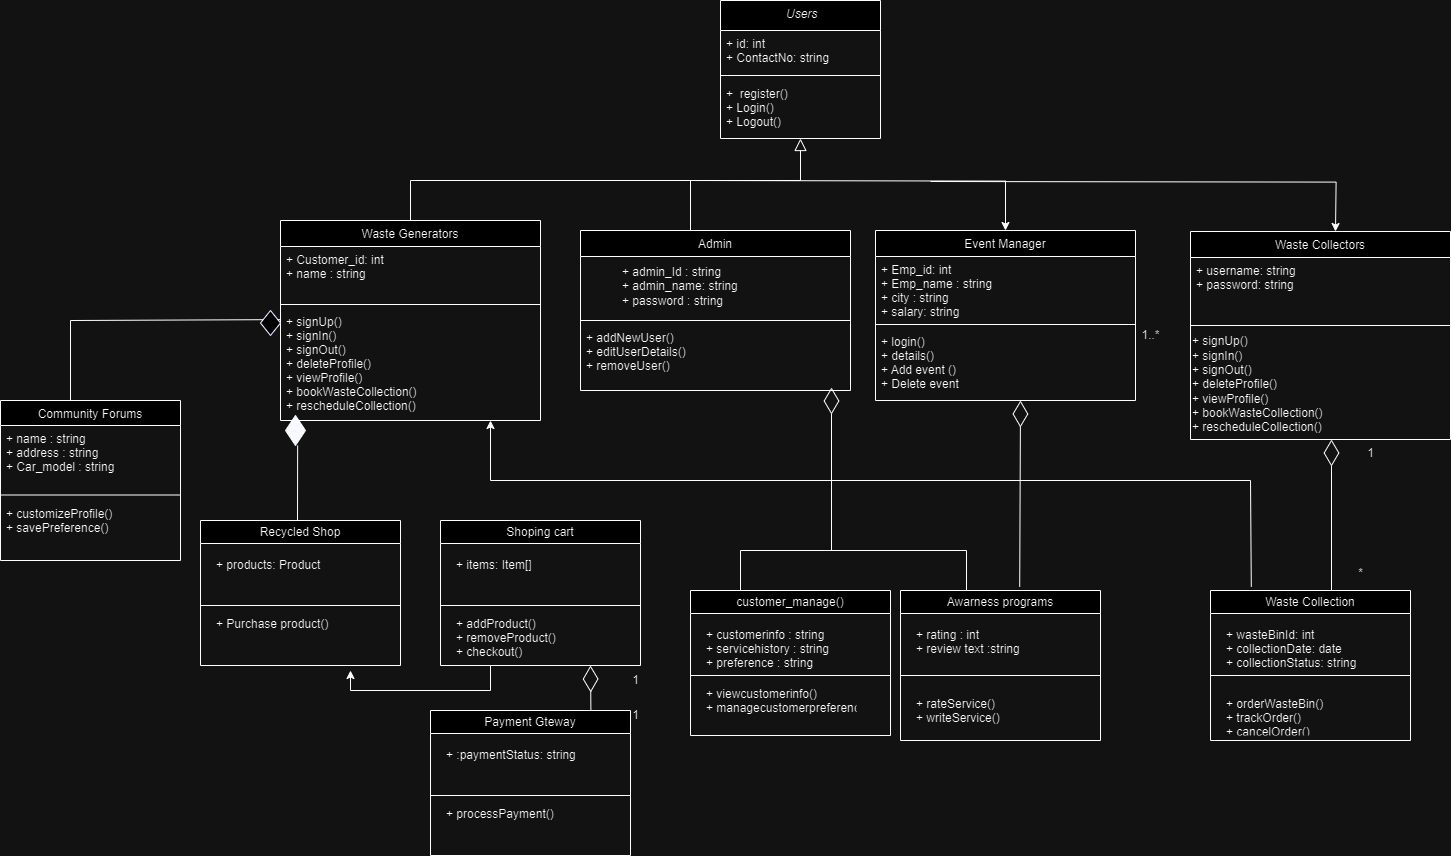 Users
+ id: int
+ ContactNo: string
+  register()
+ Login()
+ Logout()
Waste Generators
+ Customer_id: int
+ name : string
+ signUp()
+ signIn()
+ signOut()
+ deleteProfile()
+ viewProfile()
+ bookWasteCollection()
+ rescheduleCollection()
Admin
+ admin_Id : string
+ admin_name: string
+ password : string
+ addNewUser()
+ editUserDetails()
+ removeUser()
Event Manager
+ Emp_id: int
+ Emp_name : string
+ city : string
+ salary: string
+ login()
+ details()
+ Add event ()
+ Delete event
1..*
Waste Collectors
+ username: string
+ password: string
+ signUp()
+ signIn()
+ signOut()
+ deleteProfile()
+ viewProfile()
+ bookWasteCollection()
+ rescheduleCollection()
1
*
Community Forums
+ name : string
+ address : string
+ Car_model : string
+ customizeProfile()
+ savePreference()
Recycled Shop
+ products: Product
+ Purchase product()
Shoping cart
+ items: Item[]
+ addProduct()
+ removeProduct()
+ checkout()
1
1
Payment Gteway
+ :paymentStatus: string
+ processPayment()
customer_manage()
+ customerinfo : string
+ servicehistory : string
+ preference : string
+ viewcustomerinfo()
+ managecustomerpreferenc
Awarness programs
+ rating : int
+ review text :string
+ rateService()
+ writeService()
Waste Collection
+ wasteBinId: int
+ collectionDate: date
+ collectionStatus: string
+ orderWasteBin()
+ trackOrder()
+ cancelOrder()